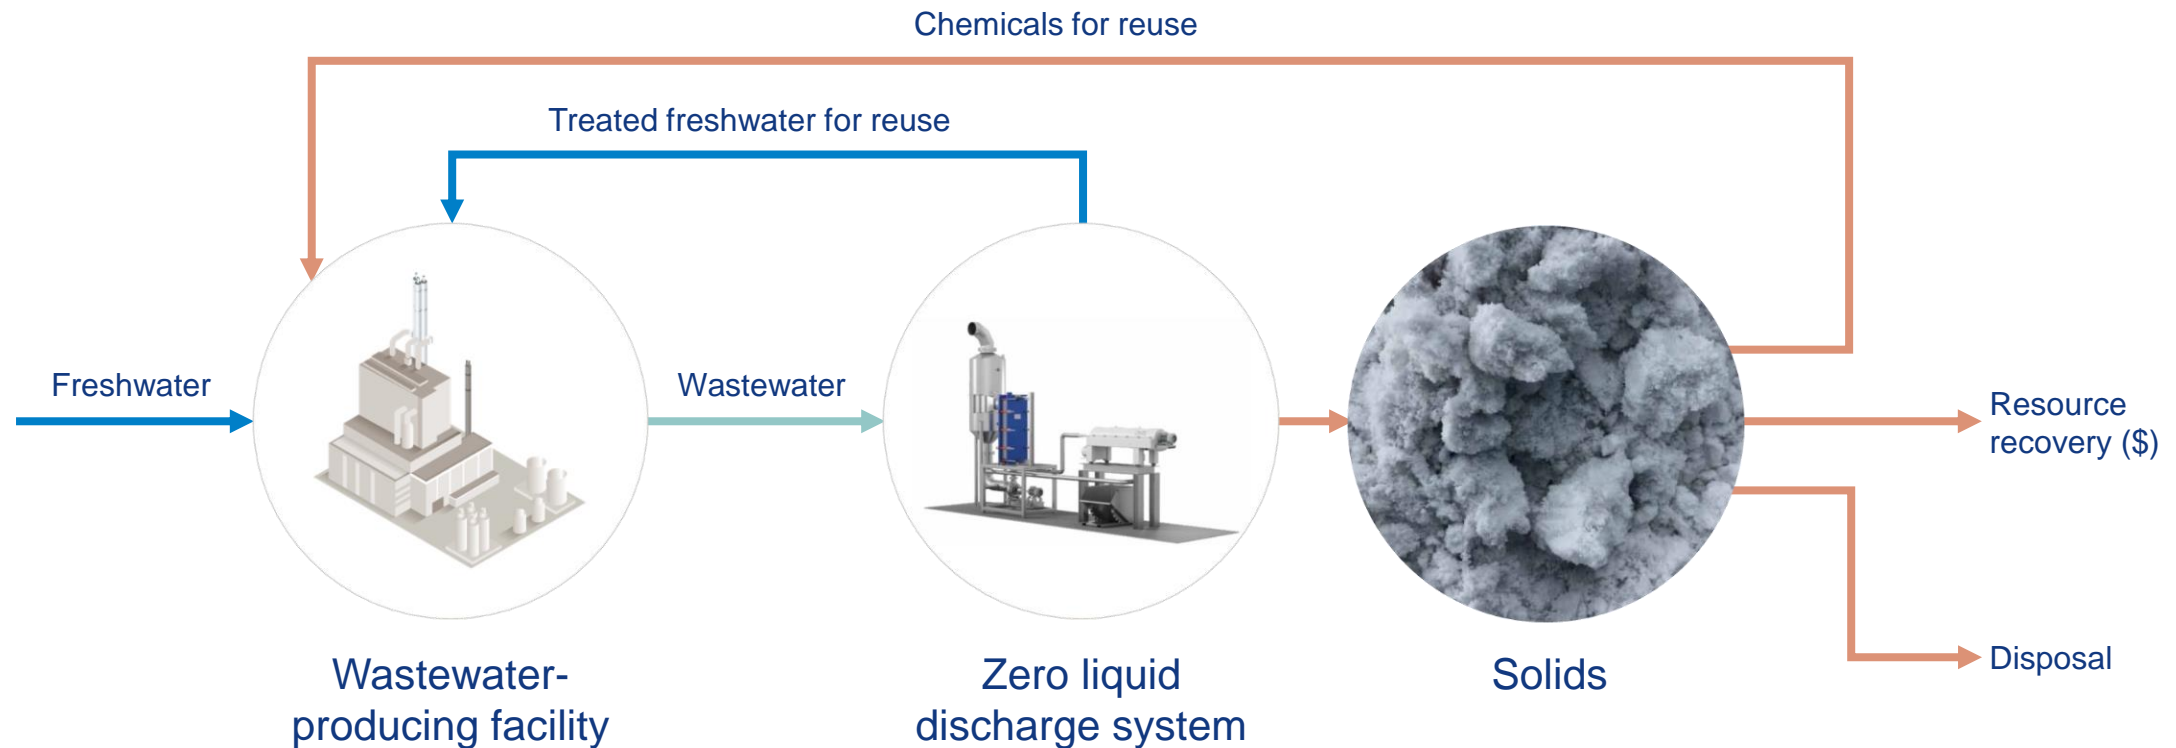 Chemicals for reuse
Treated freshwater for reuse
Freshwater
Wastewater
Resource
recovery ($)
Disposal
Wastewater-
producing facility
Zero liquid
discharge system
Solids